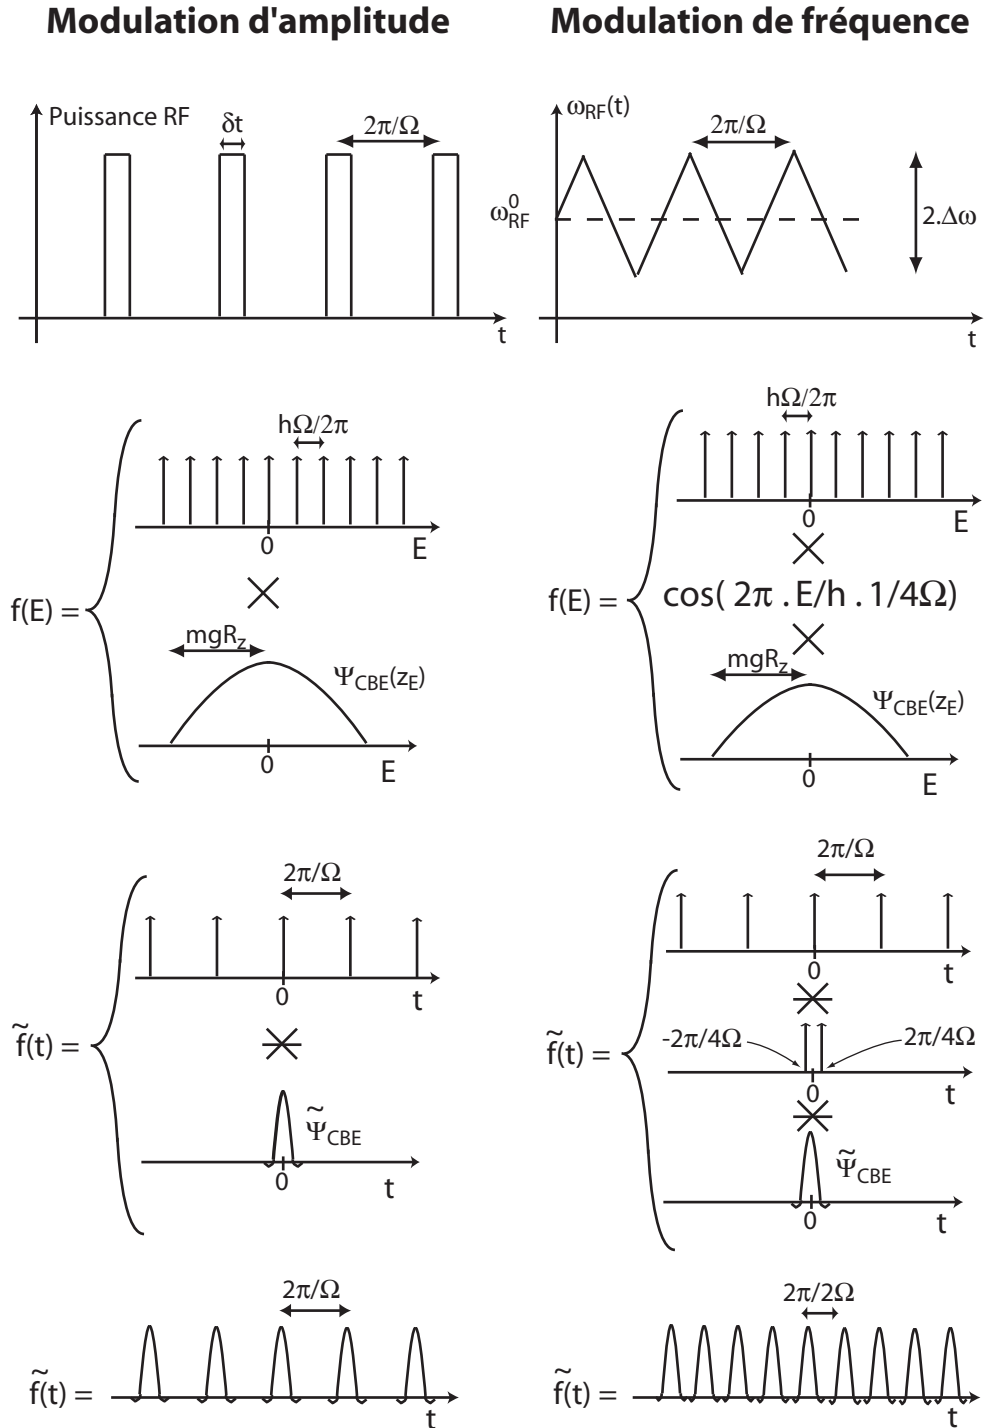 Modulation d'amplitude
Puissance RF
δt
2π/Ω
t
hΩ/2π
0
E
f(E) =
mgR_z
Ψ_CBE(z_E)
0
E
2π/Ω
0
t
f̃(t) =
Ψ̃_CBE
0
t
2π/Ω
f̃(t) =
t
Modulation de fréquence
ω_RF(t)
2π/Ω
ω_RF^0
2.Δω
t
hΩ/2π
0
E
f(E) =
cos( 2π . E/h . 1/4Ω)
mgR_z
Ψ_CBE(z_E)
0
E
2π/Ω
0
t
f̃(t) =
-2π/4Ω
2π/4Ω
0
t
Ψ̃_CBE
0
t
2π/2Ω
f̃(t) =
t